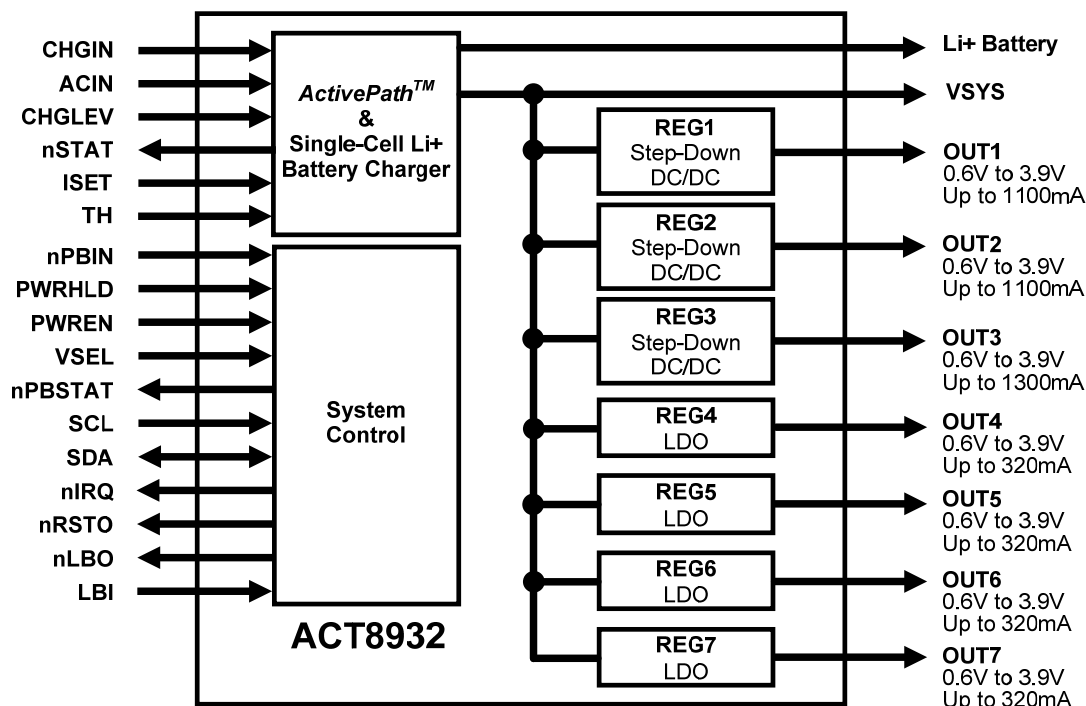 CHGIN
ACIN
CHGLEV
nSTAT
ISET
TH
nPBIN
PWRHLD
PWREN
VSEL
nPBSTAT
SCL
SDA
nIRQ
nRSTO
nLBO
LBI
ActivePath™
&
Single-Cell Li+
Battery Charger
System
Control
ACT8932
REG1
Step-Down
DC/DC
REG2
Step-Down
DC/DC
REG3
Step-Down
DC/DC
REG4
LDO
REG5
LDO
REG6
LDO
REG7
LDO
Li+ Battery
VSYS
OUT1
0.6V to 3.9V
Up to 1100mA
OUT2
0.6V to 3.9V
Up to 1100mA
OUT3
0.6V to 3.9V
Up to 1300mA
OUT4
0.6V to 3.9V
Up to 320mA
OUT5
0.6V to 3.9V
Up to 320mA
OUT6
0.6V to 3.9V
Up to 320mA
OUT7
0.6V to 3.9V
Up to 320mA